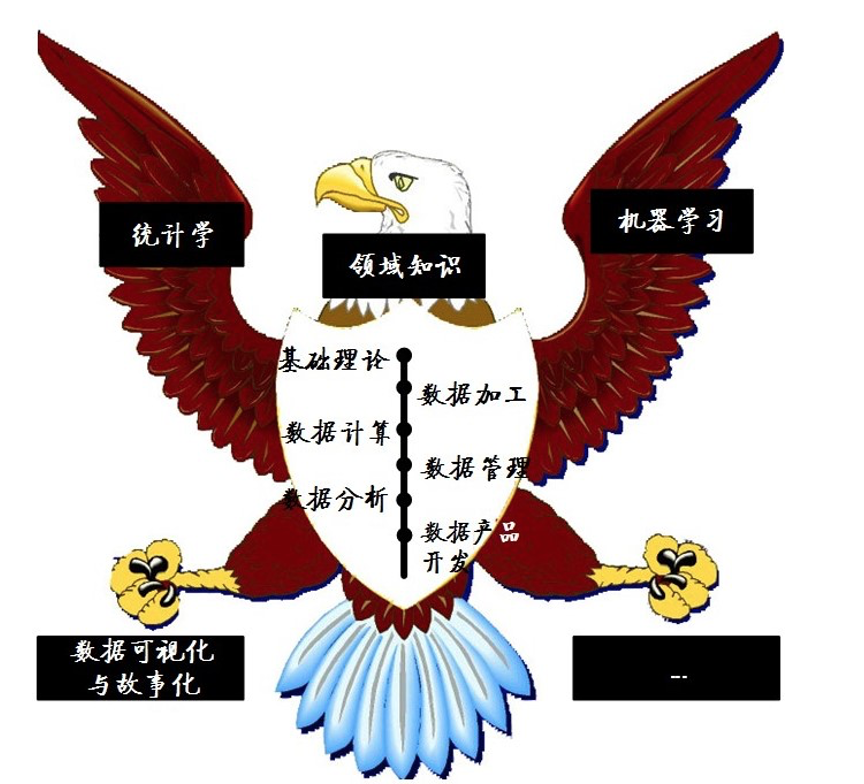 统计学
机器学习
领域知识
基础理论
数据加工
数据计算
数据管理
数据分析
数据产品
开发
数据可视化
与故事化
...